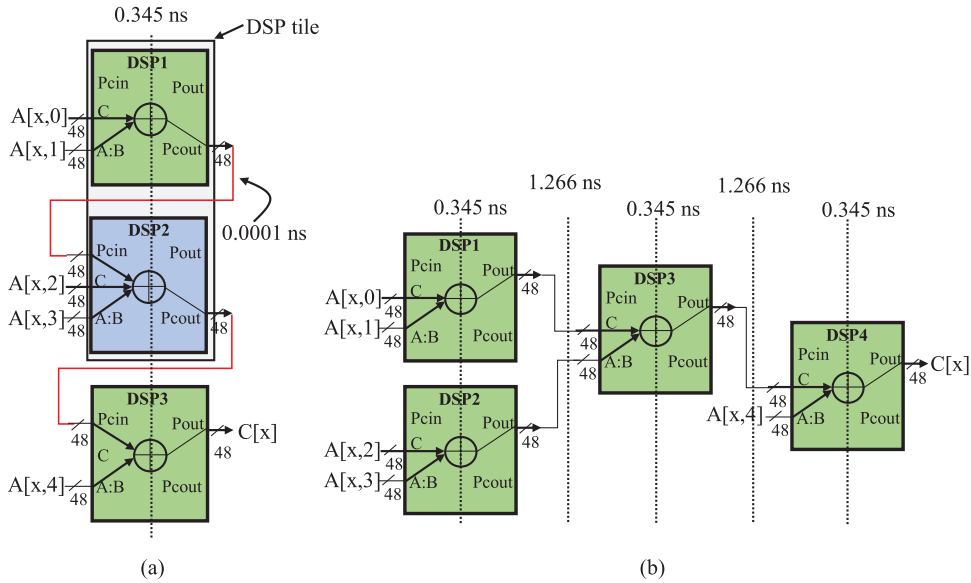 0.345 ns
DSP tile
DSP1
Pcin
Pout
A[x,0]
48
C
A[x,1]
48
A:B
Pcout
48
0.0001 ns
DSP2
Pcin
Pout
48
A[x,2]
48
C
A[x,3]
48
A:B
Pcout
48
DSP3
Pcin
Pout
48
C
C[x]
48
A[x,4]
48
A:B
Pcout
(a)
1.266 ns
1.266 ns
0.345 ns
0.345 ns
0.345 ns
DSP1
Pcin
Pout
48
A[x,0]
48
C
A[x,1]
48
A:B
Pcout
DSP2
Pcin
Pout
48
A[x,2]
48
C
A[x,3]
48
A:B
Pcout
DSP3
Pcin
Pout
48
C
48
48
A:B
Pcout
DSP4
Pcin
Pout
C[x]
48
C
48
A[x,4]
48
A:B
Pcout
(b)